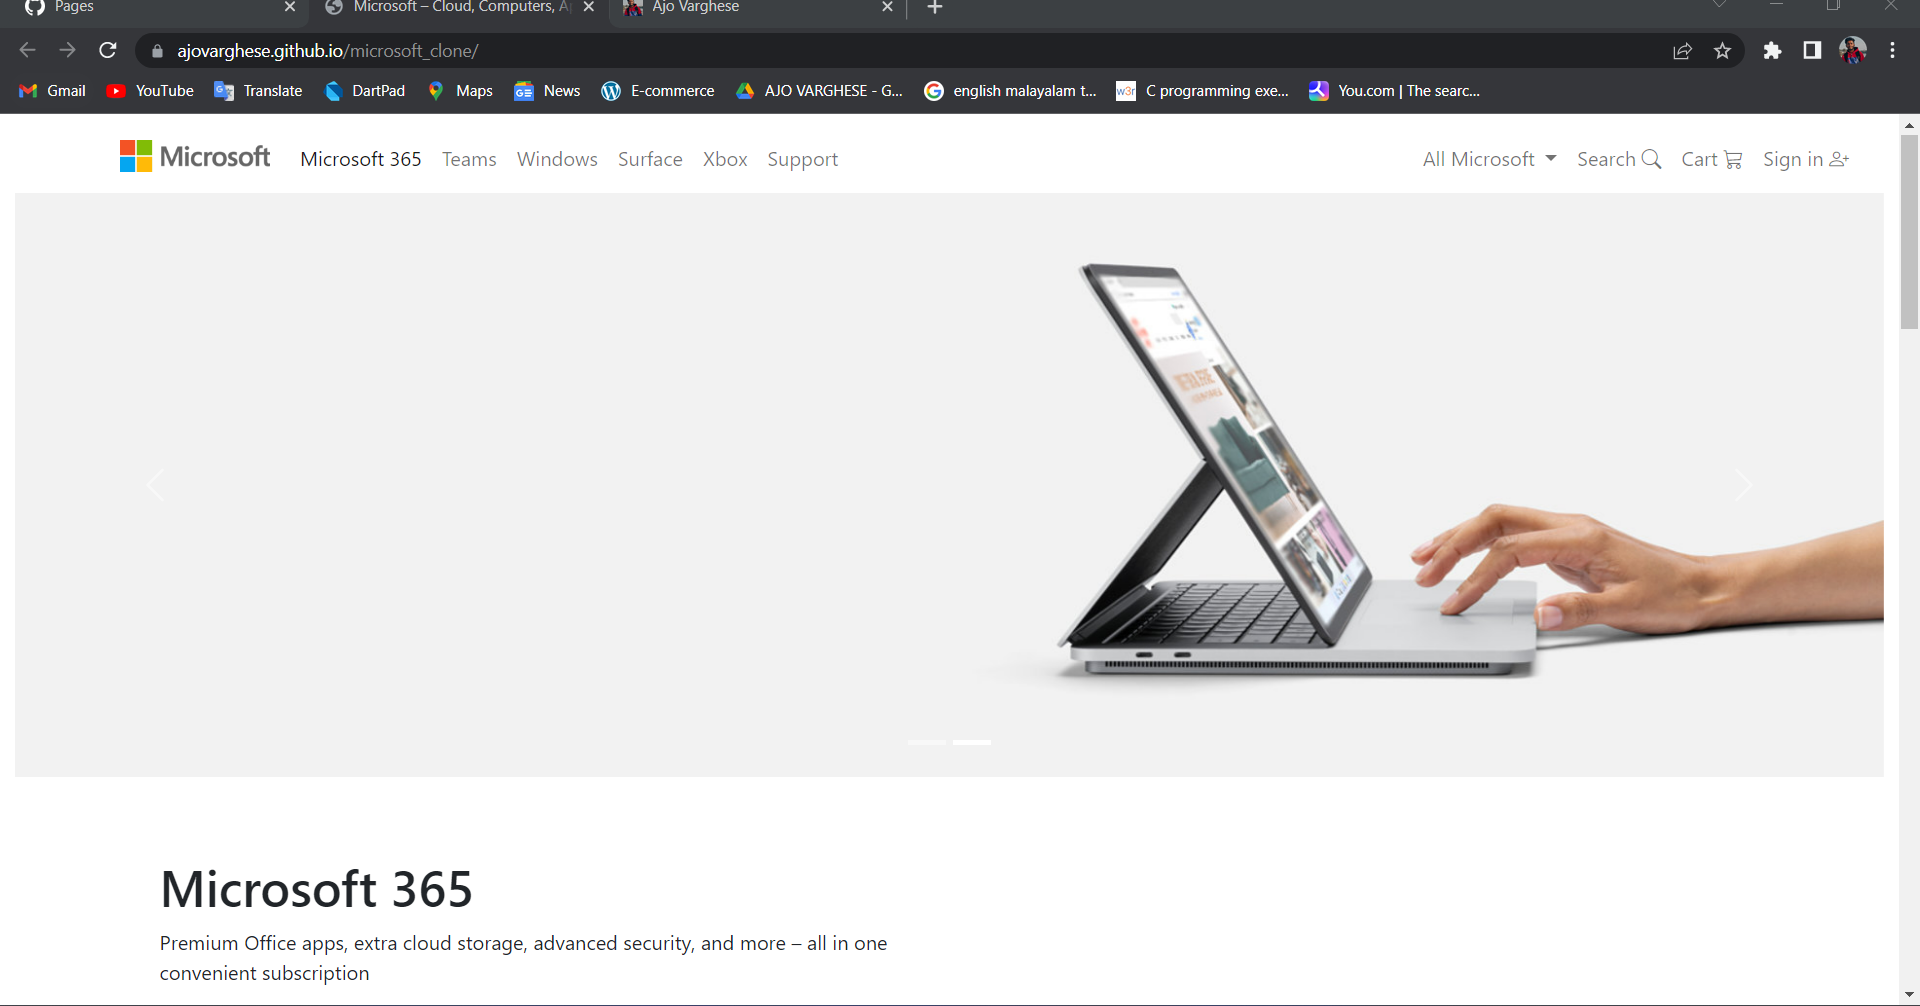 Pages
Microsoft – Cloud, Computers, A
Ajo Varghese
ajovarghese.github.io/microsoft_clone/
Gmail YouTube Translate DartPad Maps News E-commerce AJO VARGHESE - G... english malayalam t... w3r C programming exe... You.com | The searc...
Microsoft Microsoft 365 Teams Windows Surface Xbox Support All Microsoft Search Cart Sign in
Microsoft 365
Premium Office apps, extra cloud storage, advanced security, and more – all in one
convenient subscription